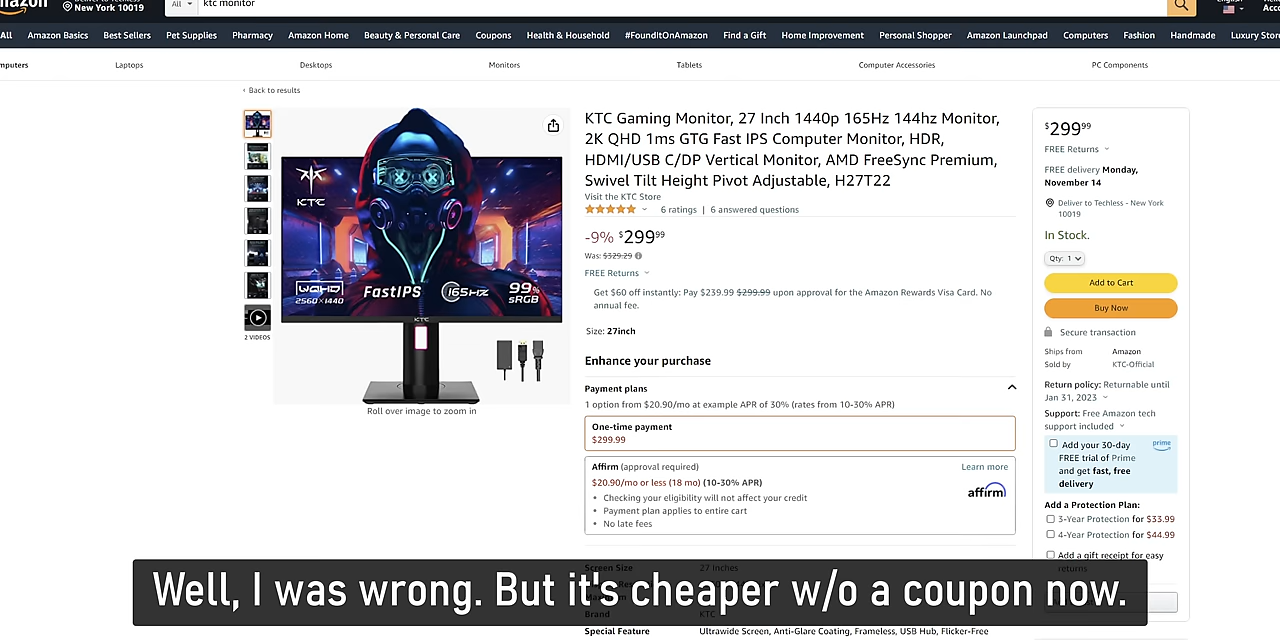 New York 10019
All
ktc monitor
All
Amazon Basics
Best Sellers
Pet Supplies
Pharmacy
Amazon Home
Beauty & Personal Care
Coupons
Health & Household
#FoundItOnAmazon
Find a Gift
Home Improvement
Personal Shopper
Amazon Launchpad
Computers
Fashion
Handmade
Luxury Stor
mputers
Laptops
Desktops
Monitors
Tablets
Computer Accessories
PC Components
‹ Back to results
2 VIDEOS
KTC
WQHD
2560×1440
FastIPS
165Hz
99%
sRGB
KTC
Roll over image to zoom in
KTC Gaming Monitor, 27 Inch 1440p 165Hz 144hz Monitor,
2K QHD 1ms GTG Fast IPS Computer Monitor, HDR,
HDMI/USB C/DP Vertical Monitor, AMD FreeSync Premium,
Swivel Tilt Height Pivot Adjustable, H27T22
Visit the KTC Store
6 ratings | 6 answered questions
-9% $299 99
Was: $329.29
FREE Returns
Get $60 off instantly: Pay $239.99 $299.99 upon approval for the Amazon Rewards Visa Card. No
annual fee.
Size: 27inch
Enhance your purchase
Payment plans
1 option from $20.90/mo at example APR of 30% (rates from 10-30% APR)
One-time payment
$299.99
Affirm (approval required)
Learn more
$20.90/mo or less (18 mo) (10-30% APR)
affirm
• Checking your eligibility will not affect your credit
• Payment plan applies to entire cart
• No late fees
Screen Size 27 Inches
Brand KTC
Special Feature Ultrawide Screen, Anti-Glare Coating, Frameless, USB Hub, Flicker-Free
$299 99
FREE Returns
FREE delivery Monday,
November 14
Deliver to Techless - New York
10019
In Stock.
Qty: 1
Add to Cart
Buy Now
Secure transaction
Ships from Amazon
Sold by KTC-Official
Return policy: Returnable until
Jan 31, 2023
Support: Free Amazon tech
support included
Add your 30-day
FREE trial of Prime
and get fast, free
delivery
prime
Add a Protection Plan:
3-Year Protection for $33.99
4-Year Protection for $44.99
Add a gift receipt for easy
returns
Well, I was wrong. But it's cheaper w/o a coupon now.